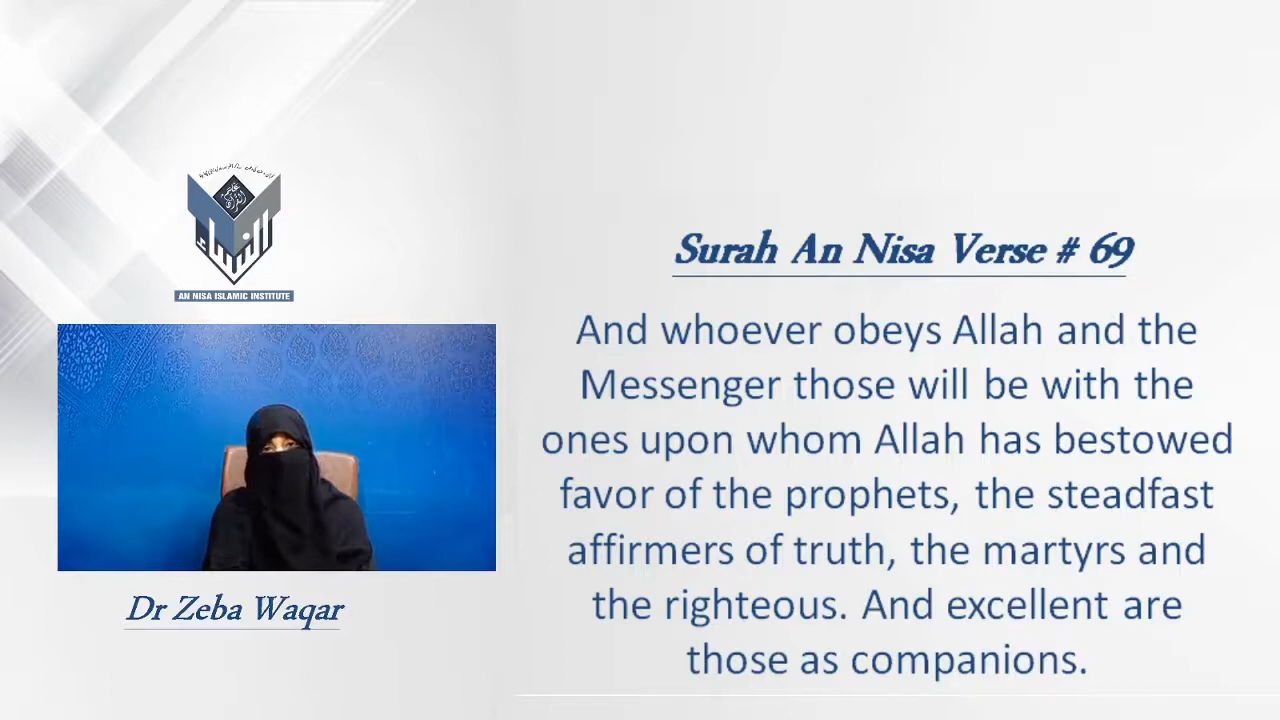 النساء
AN NISA ISLAMIC INSTITUTE
Dr Zeba Waqar
Surah An Nisa Verse # 69
And whoever obeys Allah and the
Messenger those will be with the
ones upon whom Allah has bestowed
favor of the prophets, the steadfast
affirmers of truth, the martyrs and
the righteous. And excellent are
those as companions.